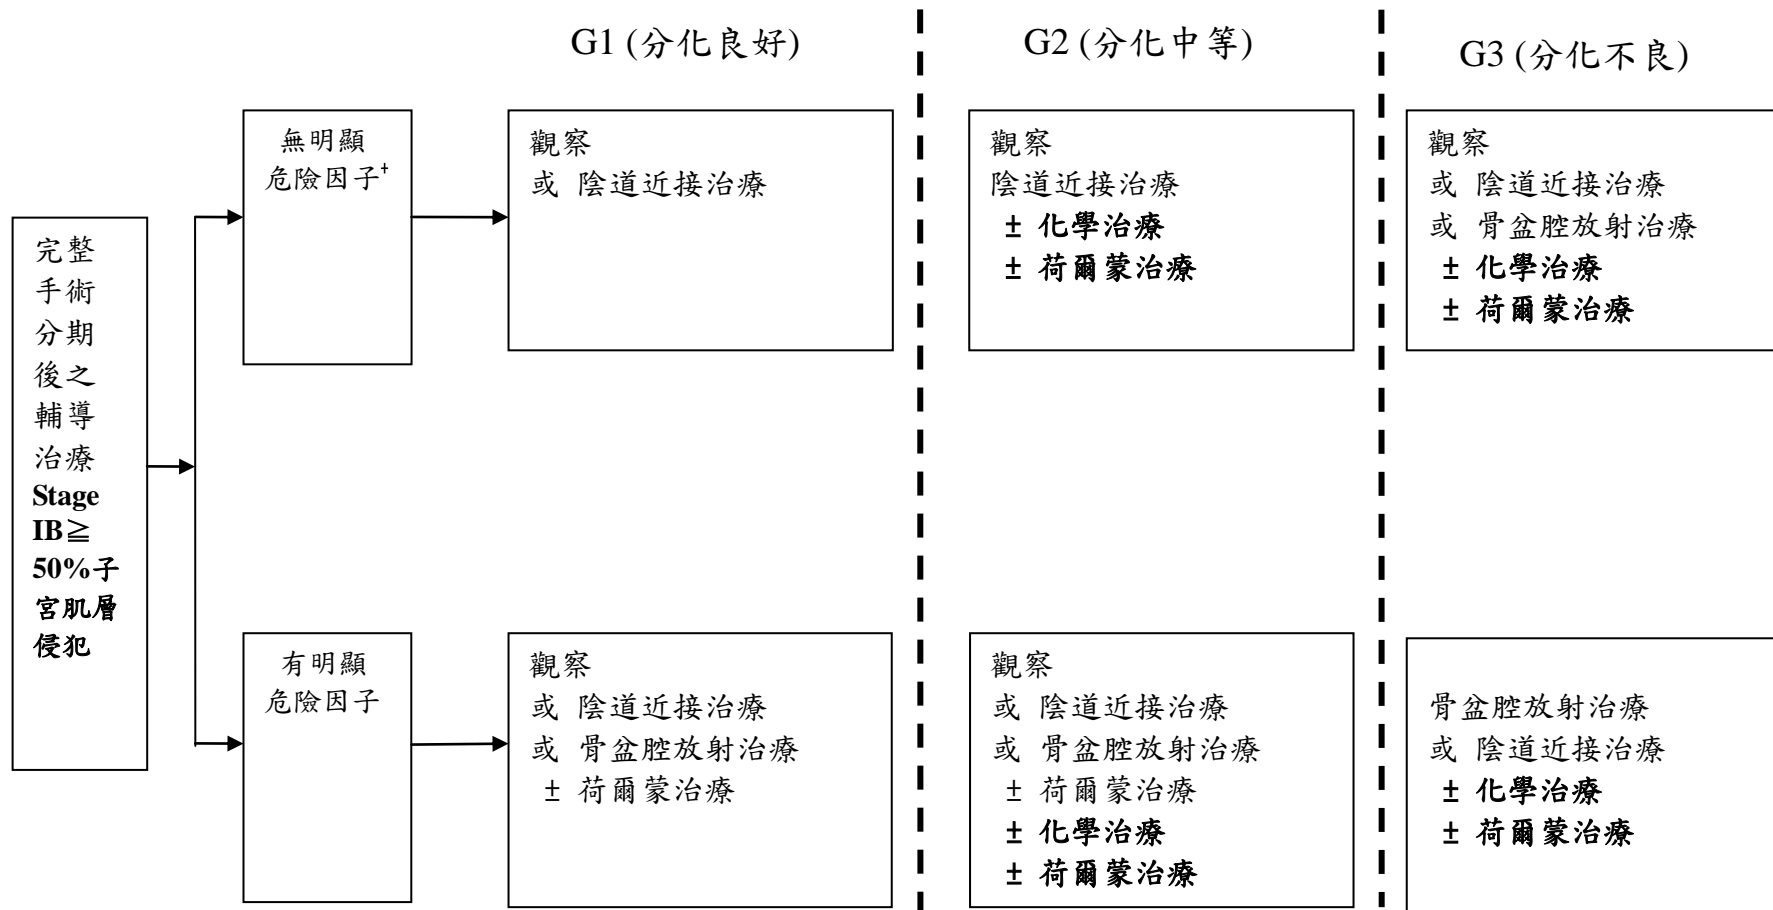 G1 (分化良好)
G2 (分化中等)
G3 (分化不良)
完整
手術
分期
後之
輔導
治療
Stage
IB≧
50%子
宮肌層
侵犯
無明顯
危險因子⁺
觀察
或 陰道近接治療
觀察
陰道近接治療
± 化學治療
± 荷爾蒙治療
觀察
或 陰道近接治療
或 骨盆腔放射治療
± 化學治療
± 荷爾蒙治療
有明顯
危險因子
觀察
或 陰道近接治療
或 骨盆腔放射治療
± 荷爾蒙治療
觀察
或 陰道近接治療
或 骨盆腔放射治療
± 荷爾蒙治療
± 化學治療
± 荷爾蒙治療
骨盆腔放射治療
或 陰道近接治療
± 化學治療
± 荷爾蒙治療